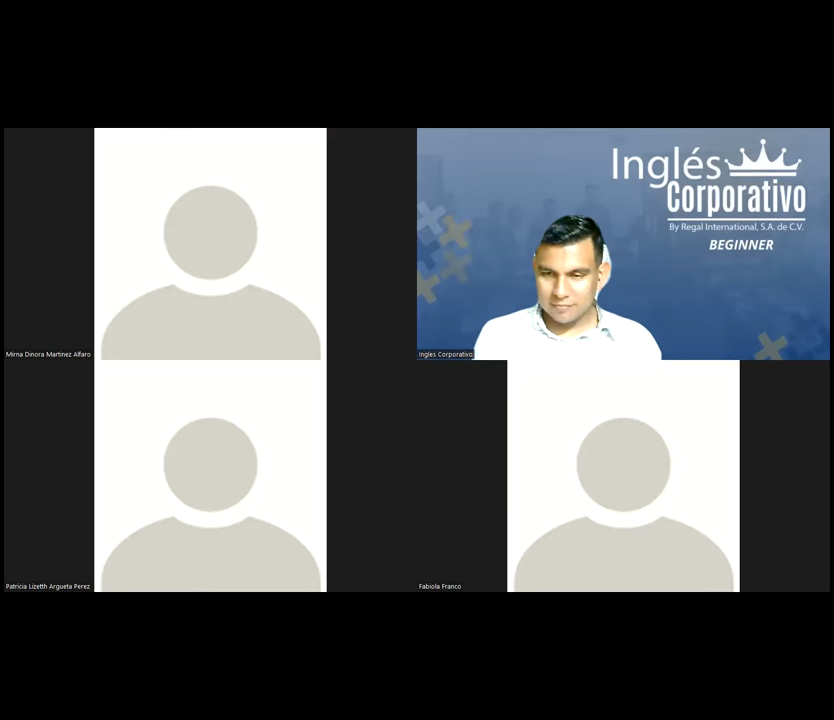 Inglés
Corporativo
By Regal International, S.A. de C.V.
BEGINNER
Mirna Dinora Martinez Alfaro
Ingles Corporativo
Patricia Lizetth Argueta Perez
Fabiola Franco